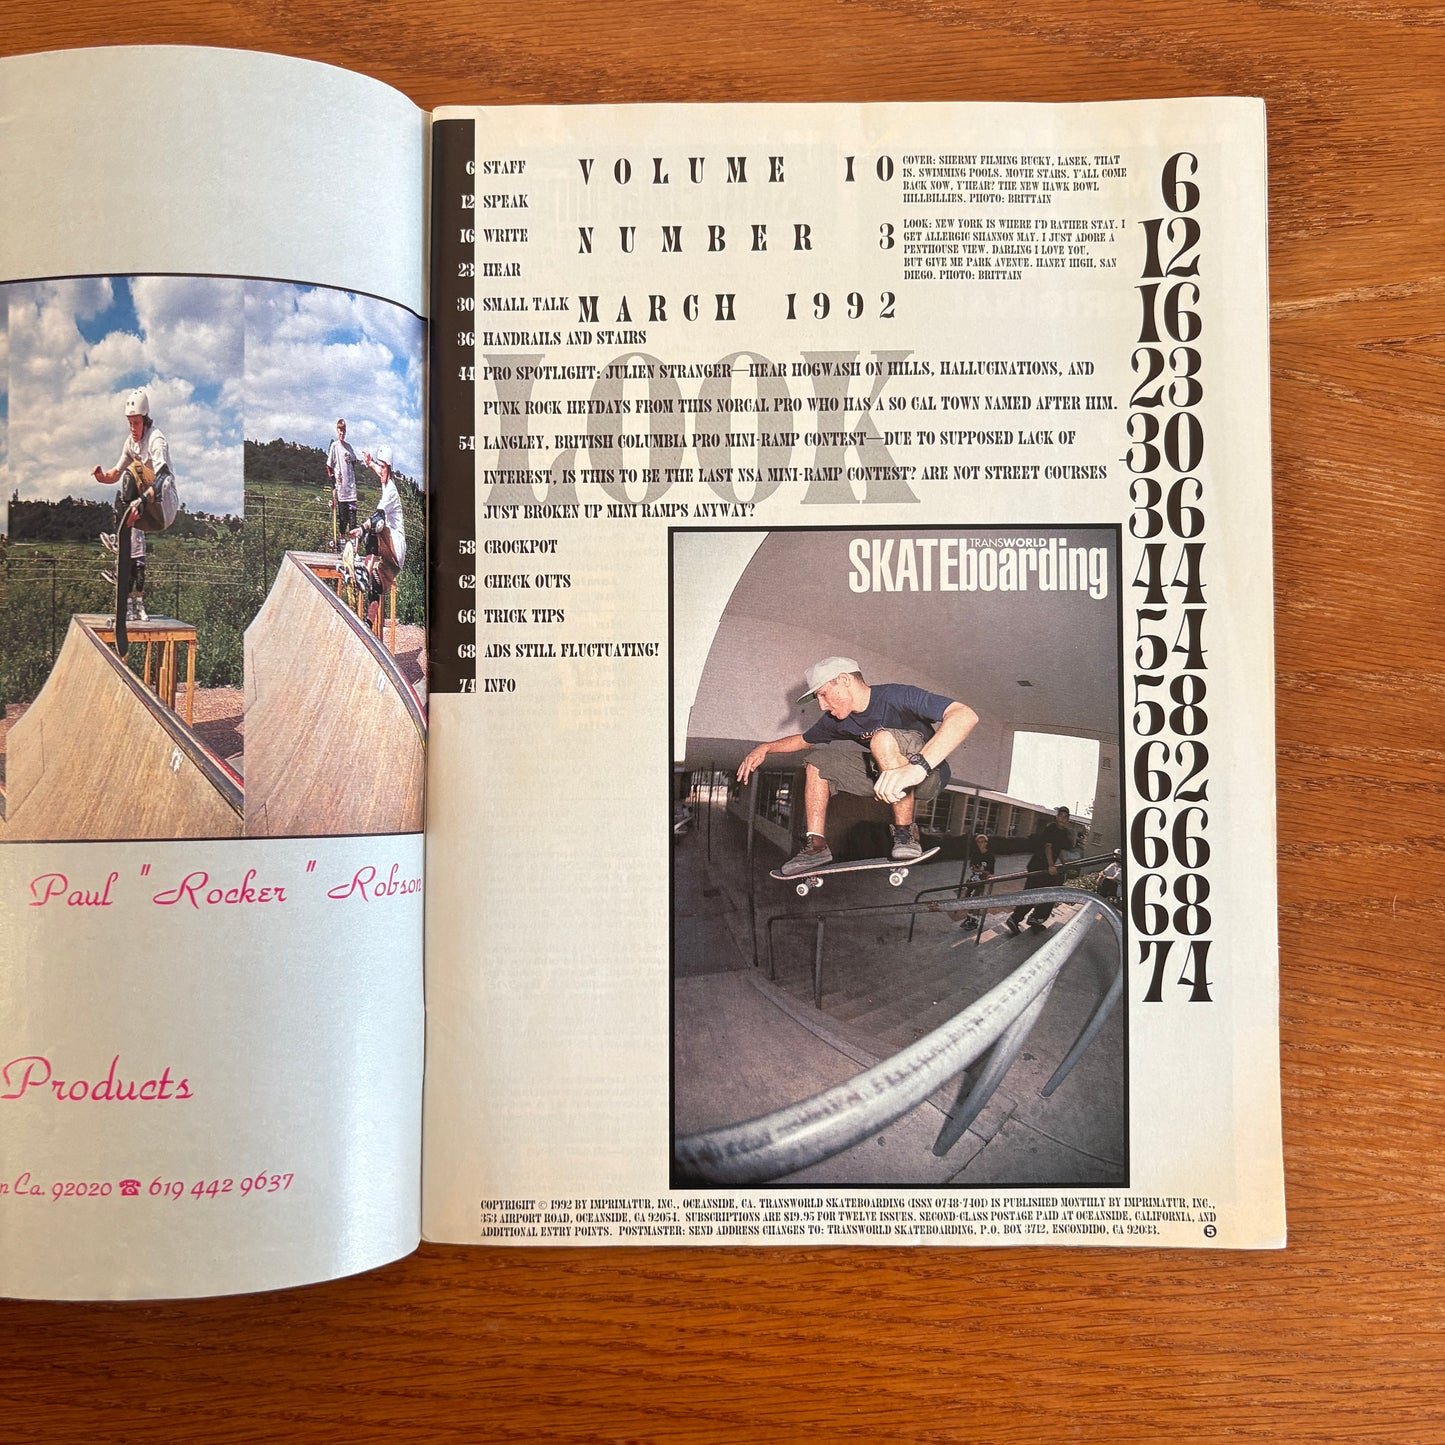 Paul "Rocker" Robson
Products
n Ca. 92020 ☎ 619 442 9637
6 STAFF
12 SPEAK
16 WRITE
23 HEAR
30 SMALL TALK
36 HANDRAILS AND STAIRS
44 PRO SPOTLIGHT: JULIEN STRANGER—HEAR HOGWASH ON HILLS, HALLUCINATIONS, AND
PUNK ROCK HEYDAYS FROM THIS NORCAL PRO WHO HAS A SO CAL TOWN NAMED AFTER HIM.
54 LANGLEY, BRITISH COLUMBIA PRO MINI-RAMP CONTEST—DUE TO SUPPOSED LACK OF
INTEREST, IS THIS TO BE THE LAST NSA MINI-RAMP CONTEST? ARE NOT STREET COURSES
JUST BROKEN UP MINI RAMPS ANYWAY?
58 CROCKPOT
62 CHECK OUTS
66 TRICK TIPS
68 ADS STILL FLUCTUATING!
74 INFO
VOLUME 10
NUMBER 3
MARCH 1992
LOOK
COVER: SHERMY FILMING BUCKY, LASEK, THAT
IS. SWIMMING POOLS. MOVIE STARS. Y'ALL COME
BACK NOW, Y'HEAR? THE NEW HAWK BOWL
HILLBILLIES. PHOTO: BRITTAIN
LOOK: NEW YORK IS WHERE I'D RATHER STAY. I
GET ALLERGIC SHANNON MAY. I JUST ADORE A
PENTHOUSE VIEW. DARLING I LOVE YOU,
BUT GIVE ME PARK AVENUE. HANEY HIGH, SAN
DIEGO. PHOTO: BRITTAIN
6
12
16
23
30
36
44
54
58
62
66
68
74
TRANSWORLD
SKATEboarding
COPYRIGHT © 1992 BY IMPRIMATUR, INC., OCEANSIDE, CA. TRANSWORLD SKATEBOARDING (ISSN 0748-7401) IS PUBLISHED MONTHLY BY IMPRIMATUR, INC.,
353 AIRPORT ROAD, OCEANSIDE, CA 92054. SUBSCRIPTIONS ARE $19.95 FOR TWELVE ISSUES. SECOND-CLASS POSTAGE PAID AT OCEANSIDE, CALIFORNIA, AND
ADDITIONAL ENTRY POINTS. POSTMASTER: SEND ADDRESS CHANGES TO: TRANSWORLD SKATEBOARDING, P.O. BOX 3712, ESCONDIDO, CA 92033.
5